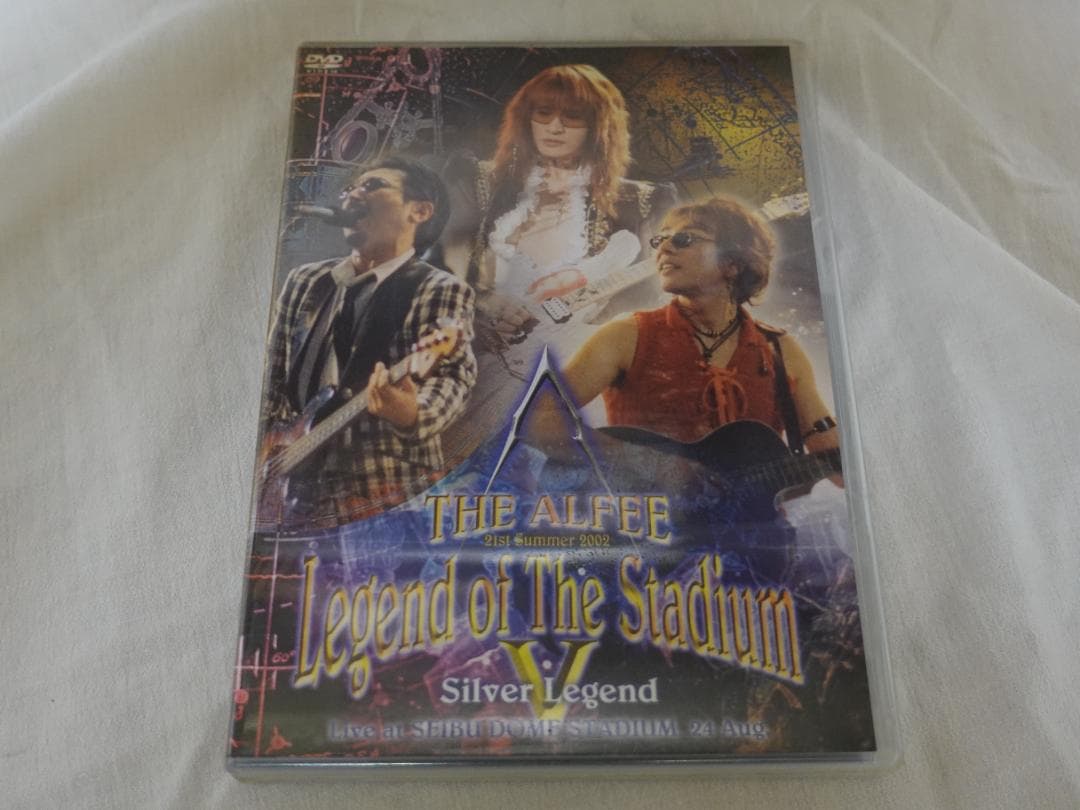 DVD
THE ALFEE
21st Summer 2002
Legend of The Stadium
V
Silver Legend
Live at SEIBU DOME STADIUM 24 Aug.
60°